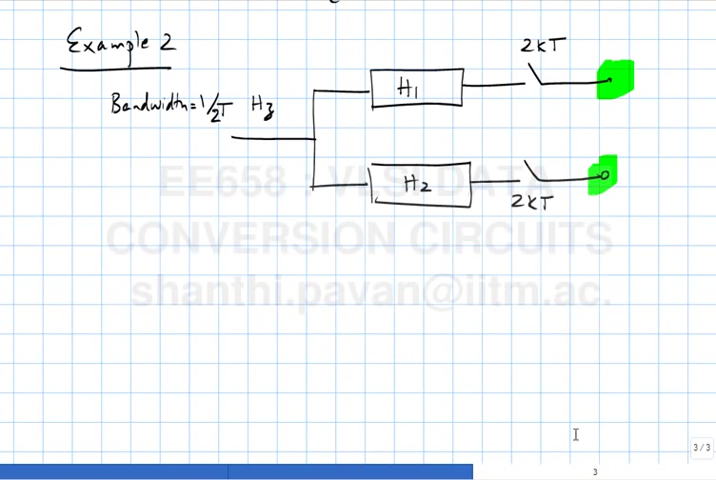 Example 2
2kT
H1
Bandwidth = 1/2T Hz
H2
2kT
EE658 : VLSI DATA
CONVERSION CIRCUITS
shanthi.pavan@iitm.ac.
3 / 3
3